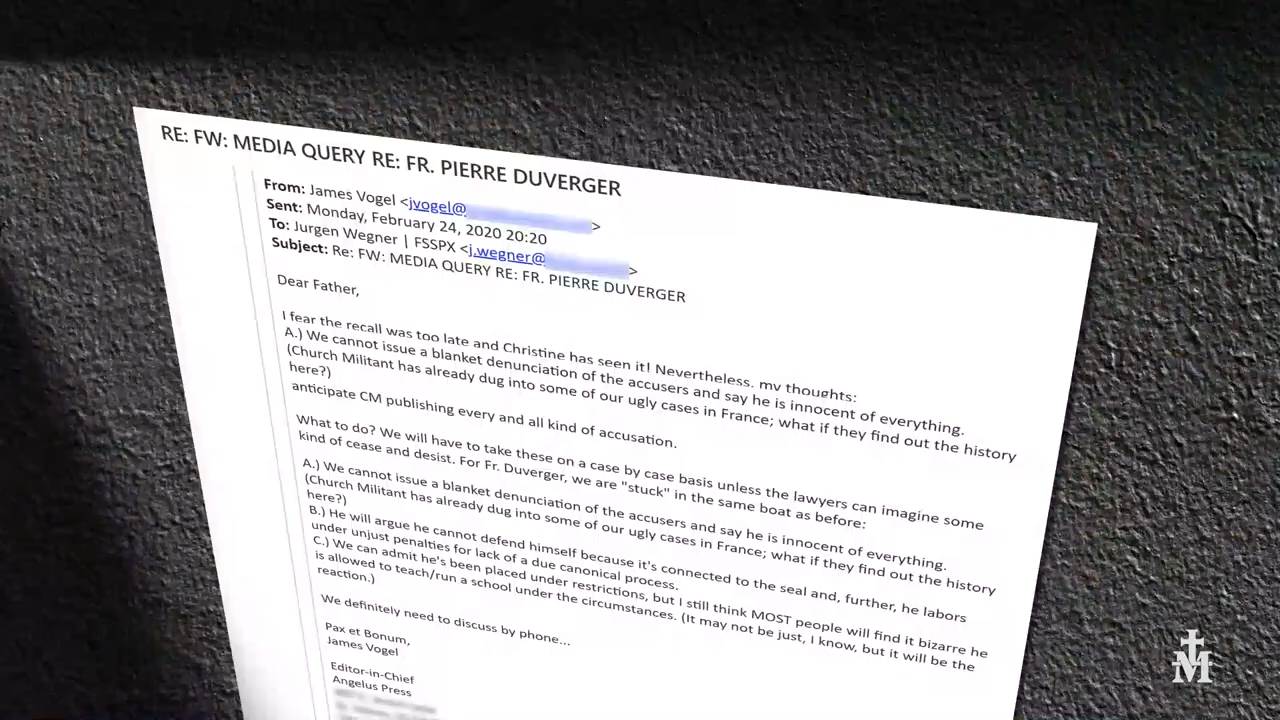 RE: FW: MEDIA QUERY RE: FR. PIERRE DUVERGER
From: James Vogel <jvogel@ >
Sent: Monday, February 24, 2020 20:20
To: Jurgen Wegner | FSSPX <j.wegner@ >
Subject: Re: FW: MEDIA QUERY RE: FR. PIERRE DUVERGER
Dear Father,
I fear the recall was too late and Christine has seen it! Nevertheless, my thoughts:
A.) We cannot issue a blanket denunciation of the accusers and say he is innocent of everything.
(Church Militant has already dug into some of our ugly cases in France; what if they find out the history
here?)
anticipate CM publishing every and all kind of accusation.
What to do? We will have to take these on a case by case basis unless the lawyers can imagine some
kind of cease and desist. For Fr. Duverger, we are "stuck" in the same boat as before:
A.) We cannot issue a blanket denunciation of the accusers and say he is innocent of everything.
(Church Militant has already dug into some of our ugly cases in France; what if they find out the history
here?)
B.) He will argue he cannot defend himself because it's connected to the seal and, further, he labors
under unjust penalties for lack of a due canonical process.
C.) We can admit he's been placed under restrictions, but I still think MOST people will find it bizarre he
is allowed to teach/run a school under the circumstances. (It may not be just, I know, but it will be the
reaction.)
We definitely need to discuss by phone...
Pax et Bonum,
James Vogel
Editor-in-Chief
Angelus Press